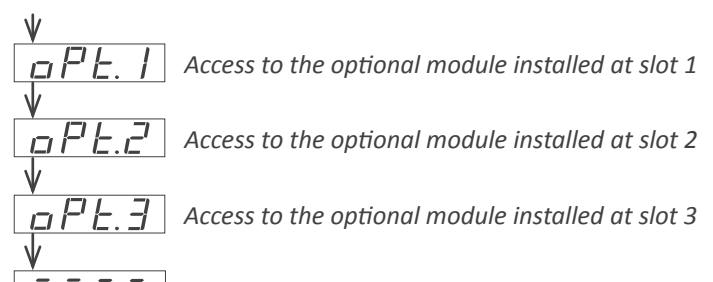 oPt.1 Access to the optional module installed at slot 1
oPt.2 Access to the optional module installed at slot 2
oPt.3 Access to the optional module installed at slot 3